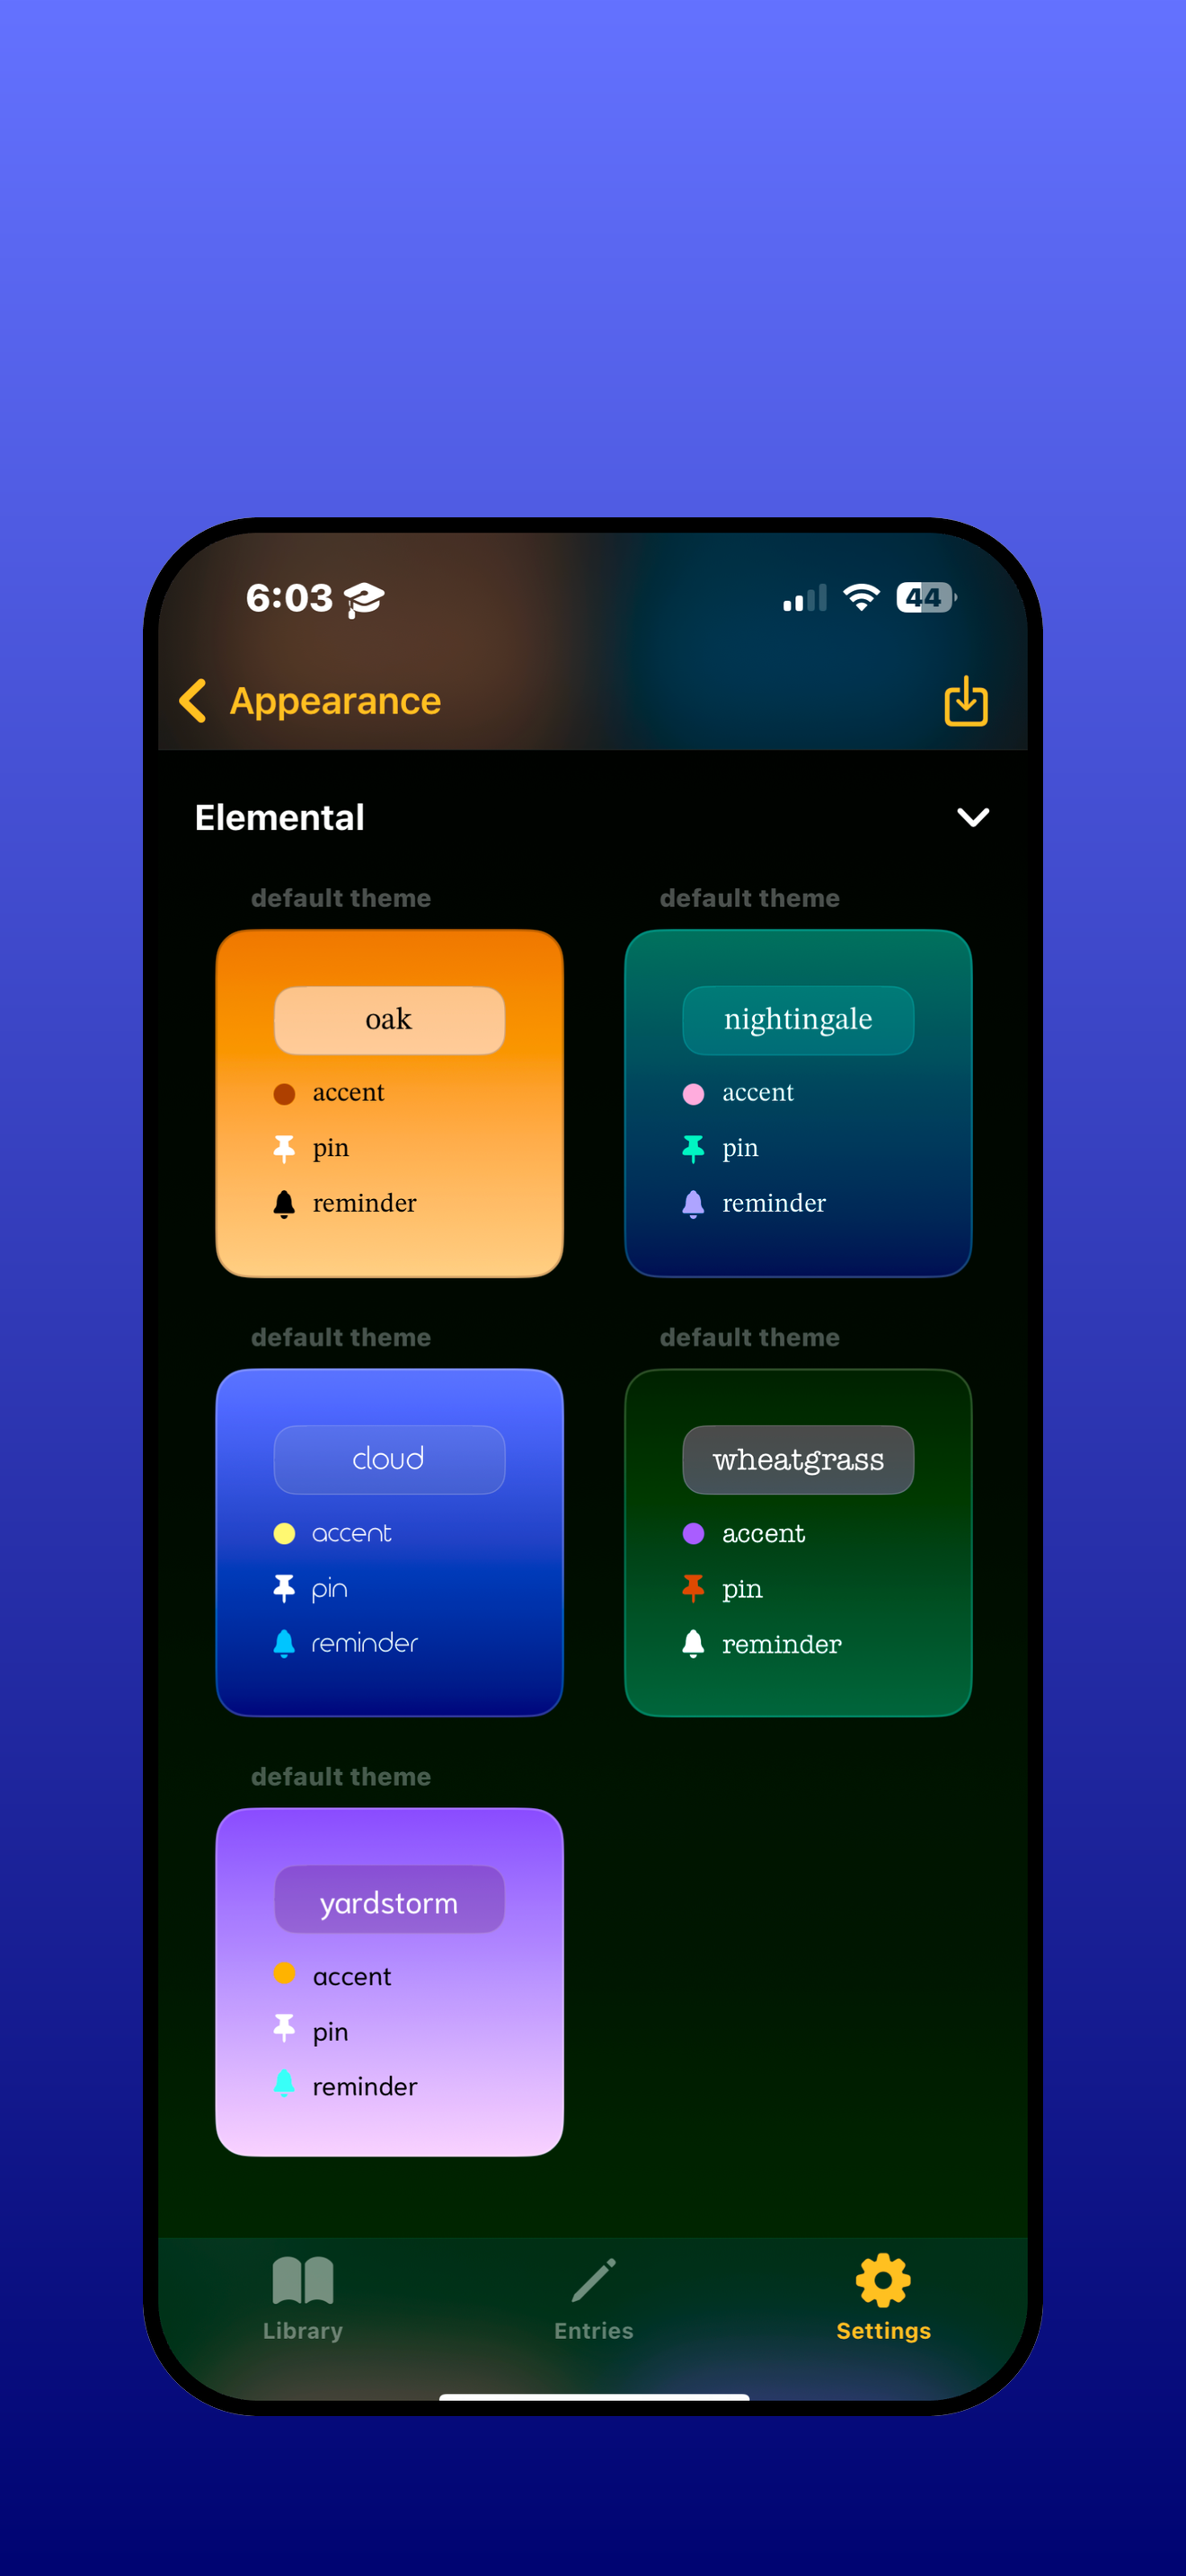 6:03
44
Appearance
Elemental
default theme
default theme
oak
nightingale
accent
accent
pin
pin
reminder
reminder
default theme
default theme
cloud
wheatgrass
accent
accent
pin
pin
reminder
reminder
default theme
yardstorm
accent
pin
reminder
Library
Entries
Settings